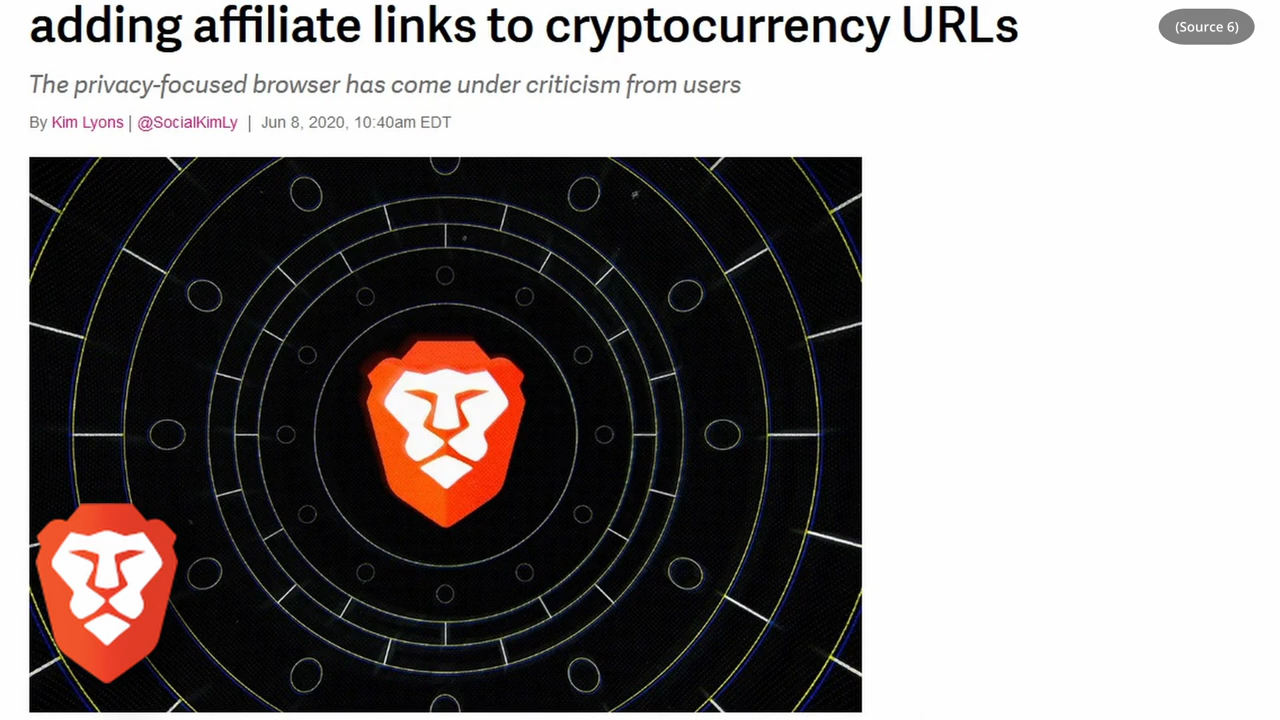 adding affiliate links to cryptocurrency URLs
(Source 6)
The privacy-focused browser has come under criticism from users
By Kim Lyons | @SocialKimLy | Jun 8, 2020, 10:40am EDT